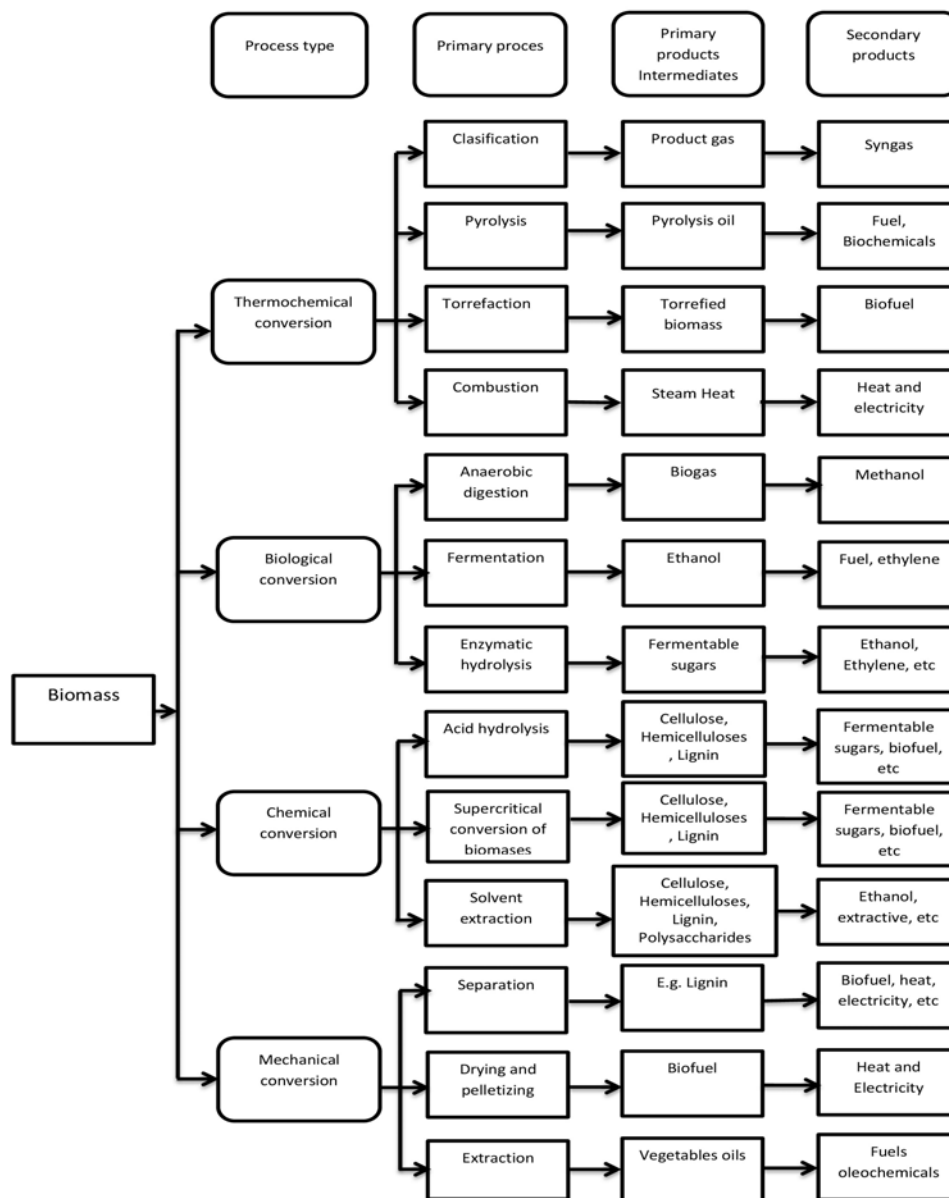 Process type
Primary proces
Primary
products
Intermediates
Secondary
products
Clasification
Product gas
Syngas
Pyrolysis
Pyrolysis oil
Fuel,
Biochemicals
Thermochemical
conversion
Torrefaction
Torrefied
biomass
Biofuel
Combustion
Steam Heat
Heat and
electricity
Anaerobic
digestion
Biogas
Methanol
Biological
conversion
Fermentation
Ethanol
Fuel, ethylene
Enzymatic
hydrolysis
Fermentable
sugars
Ethanol,
Ethylene, etc
Biomass
Acid hydrolysis
Cellulose,
Hemicelluloses
, Lignin
Fermentable
sugars, biofuel,
etc
Chemical
conversion
Supercritical
conversion of
biomases
Cellulose,
Hemicelluloses
, Lignin
Fermentable
sugars, biofuel,
etc
Solvent
extraction
Cellulose,
Hemicelluloses,
Lignin,
Polysaccharides
Ethanol,
extractive, etc
Separation
E.g. Lignin
Biofuel, heat,
electricity, etc
Mechanical
conversion
Drying and
pelletizing
Biofuel
Heat and
Electricity
Extraction
Vegetables oils
Fuels
oleochemicals